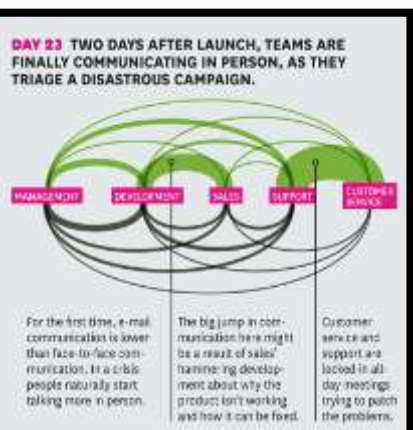 DAY 23 TWO DAYS AFTER LAUNCH, TEAMS ARE
FINALLY COMMUNICATING IN PERSON, AS THEY
TRIAGE A DISASTROUS CAMPAIGN.
MANAGEMENT DEVELOPMENT SALES SUPPORT CUSTOMER
SERVICE
For the first time, e-mail
communication is lower
than face-to-face com-
munication. In a crisis
people naturally start
talking more in person.
The big jump in com-
munication here might
be a result of sales'
hammering develop-
ment about why the
product isn't working
and how it can be fixed.
Customer
service and
support are
locked in all-
day meetings
trying to patch
the problems.